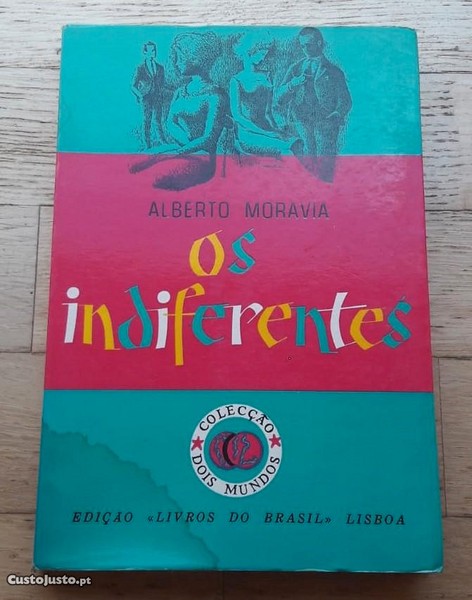 ALBERTO MORAVIA
os
indiferentes
COLECÇÃO
DOIS MUNDOS
EDIÇÃO «LIVROS DO BRASIL» LISBOA
CustoJusto.pt